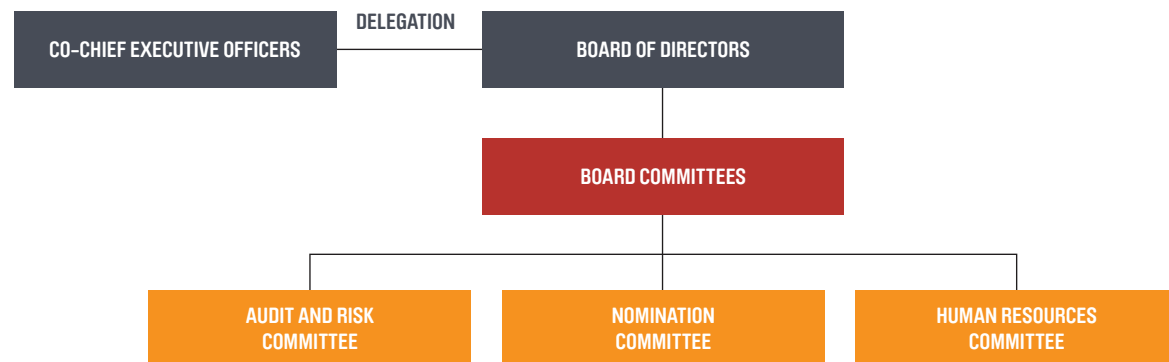 DELEGATION
CO-CHIEF EXECUTIVE OFFICERS
BOARD OF DIRECTORS
BOARD COMMITTEES
AUDIT AND RISK
COMMITTEE
NOMINATION
COMMITTEE
HUMAN RESOURCES
COMMITTEE